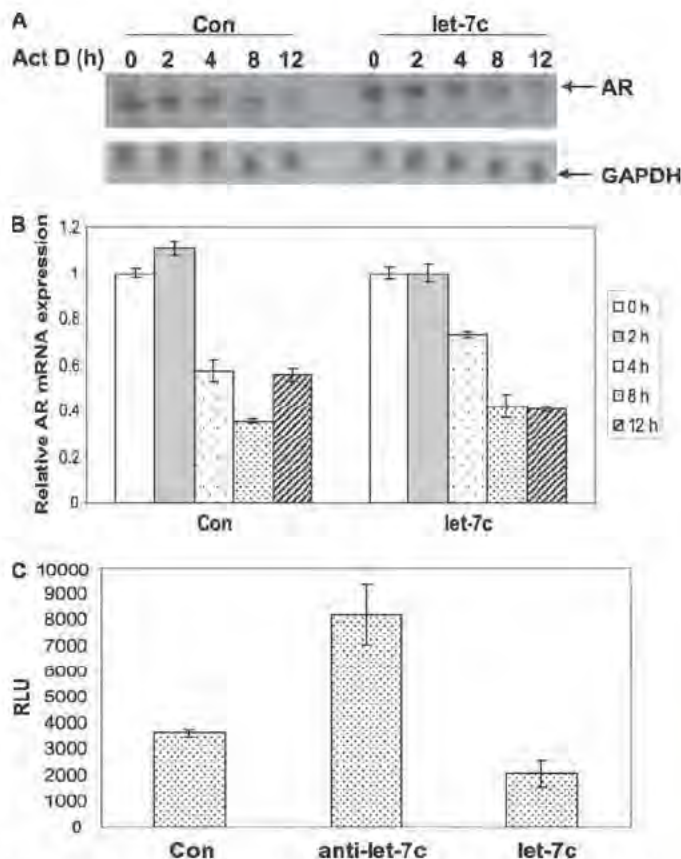 A
Con let-7c
Act D (h) 0 2 4 8 12 0 2 4 8 12
AR
GAPDH
B
Relative AR mRNA expression
1.2
1
0.8
0.6
0.4
0.2
0
Con let-7c
0 h
2 h
4 h
8 h
12 h
C
RLU
10000
9000
8000
7000
6000
5000
4000
3000
2000
1000
0
Con anti-let-7c let-7c